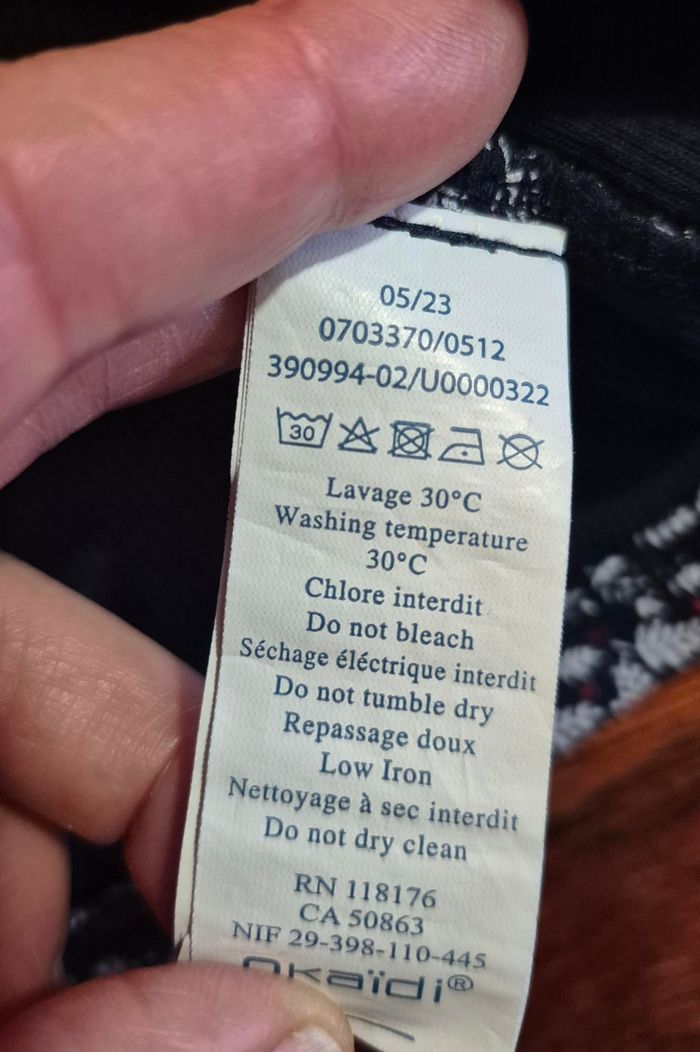 05/23
0703370/0512
390994-02/U0000322
30
Lavage 30°C
Washing temperature
30°C
Chlore interdit
Do not bleach
Séchage éléctrique interdit
Do not tumble dry
Repassage doux
Low Iron
Nettoyage à sec interdit
Do not dry clean
RN 118176
CA 50863
NIF 29-398-110-445
okaïdi®